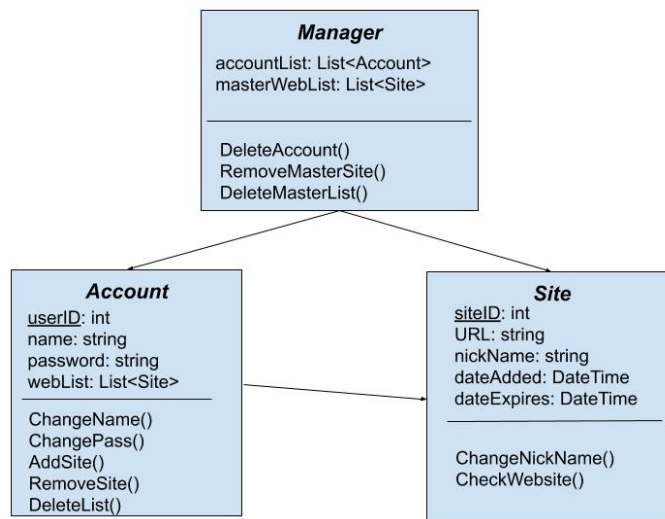 Manager
accountList: List<Account>
masterWebList: List<Site>
DeleteAccount()
RemoveMasterSite()
DeleteMasterList()
Account
userID: int
name: string
password: string
webList: List<Site>
ChangeName()
ChangePass()
AddSite()
RemoveSite()
DeleteList()
Site
siteID: int
URL: string
nickName: string
dateAdded: DateTime
dateExpires: DateTime
ChangeNickName()
CheckWebsite()